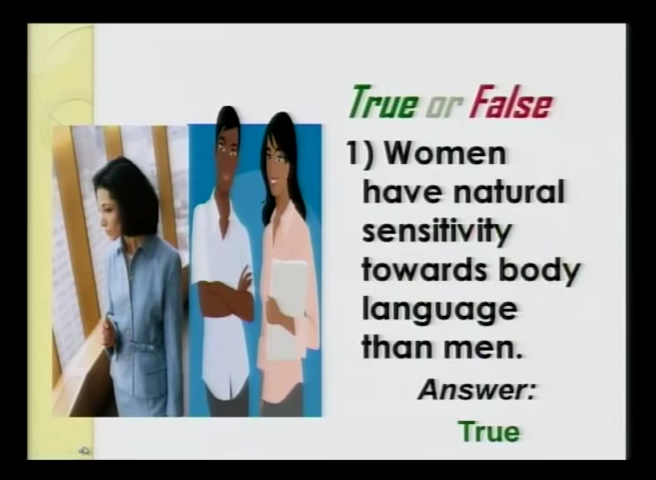 True or False
1) Women
have natural
sensitivity
towards body
language
than men.
Answer:
True